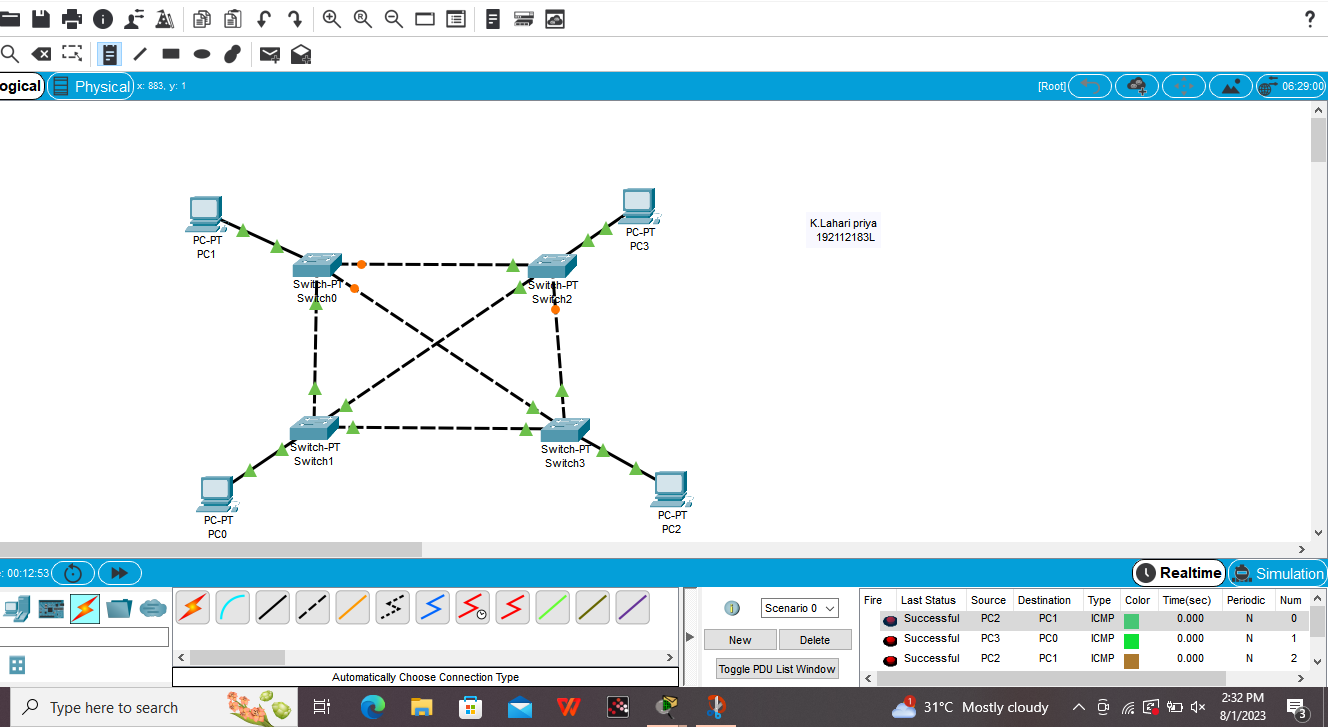 ogical
Physical
x: 883, y: 1
[Root]
06:29:00
?
PC-PT
PC1
PC-PT
PC3
K.Lahari priya
192112183L
Switch-PT
Switch0
Switch-PT
Switch2
Switch-PT
Switch1
Switch-PT
Switch3
PC-PT
PC0
PC-PT
PC2
: 00:12:53
Realtime
Simulation
Scenario 0
New
Delete
Toggle PDU List Window
Automatically Choose Connection Type
Fire Last Status Source Destination Type Color Time(sec) Periodic Num
Successful PC2 PC1 ICMP 0.000 N 0
Successful PC3 PC0 ICMP 0.000 N 1
Successful PC2 PC1 ICMP 0.000 N 2
Type here to search
31°C Mostly cloudy
2:32 PM
8/1/2023
1
3